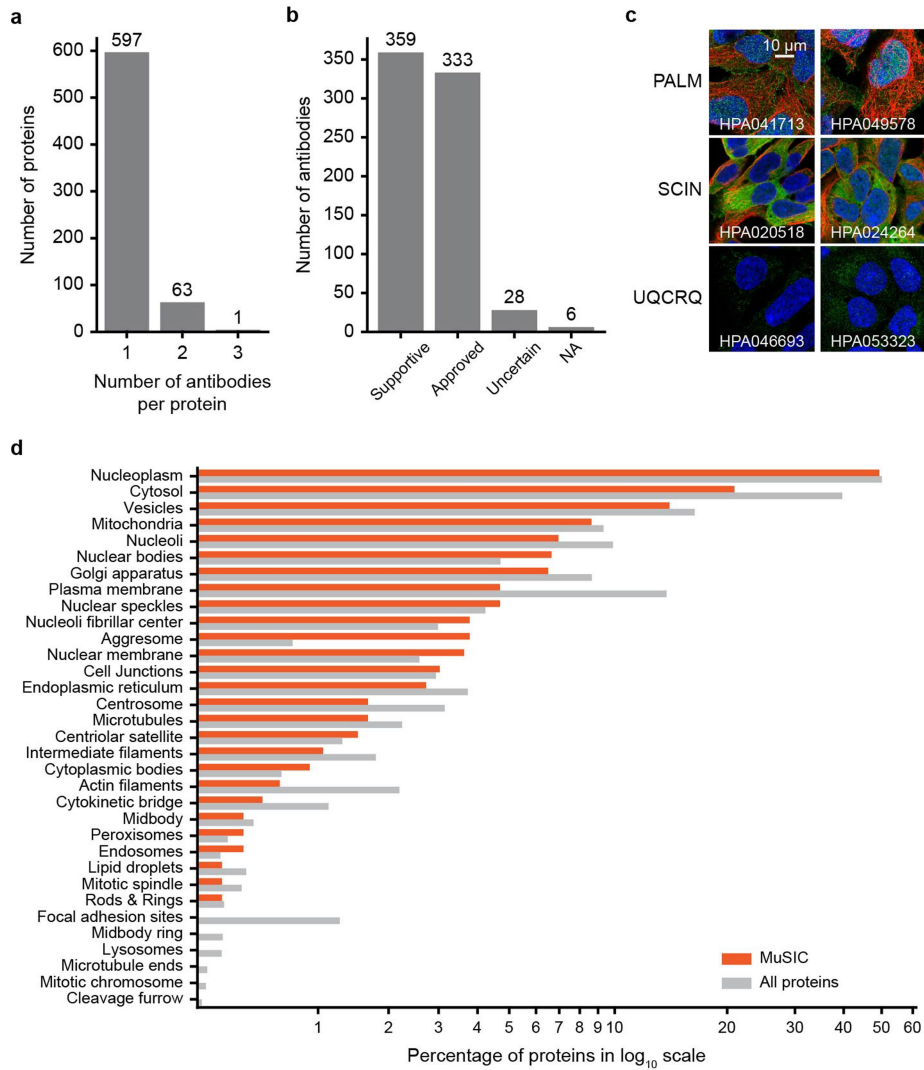 a
600
500
400
300
200
100
0
597
63
1
1
2
3
Number of proteins
Number of antibodies
per protein
b
350
300
250
200
150
100
50
0
359
333
28
6
Supportive
Approved
Uncertain
NA
Number of antibodies
c
PALM
10 µm
HPA041713
HPA049578
SCIN
HPA020518
HPA024264
UQCRQ
HPA046693
HPA053323
d
Nucleoplasm
Cytosol
Vesicles
Mitochondria
Nucleoli
Nuclear bodies
Golgi apparatus
Plasma membrane
Nuclear speckles
Nucleoli fibrillar center
Aggresome
Nuclear membrane
Cell Junctions
Endoplasmic reticulum
Centrosome
Microtubules
Centriolar satellite
Intermediate filaments
Cytoplasmic bodies
Actin filaments
Cytokinetic bridge
Midbody
Peroxisomes
Endosomes
Lipid droplets
Mitotic spindle
Rods & Rings
Focal adhesion sites
Midbody ring
Lysosomes
Microtubule ends
Mitotic chromosome
Cleavage furrow
MuSIC
All proteins
1 2 3 4 5 6 7 8 9 10 20 30 40 50 60
Percentage of proteins in log10 scale